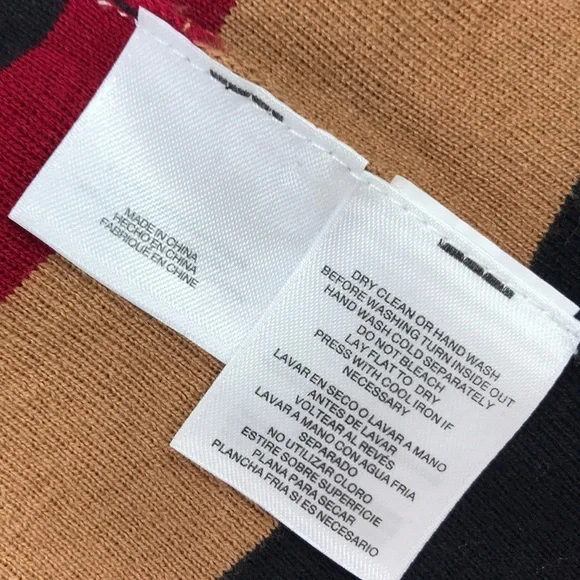 MADE IN CHINA
HECHO EN CHINA
FABRIQUE EN CHINE
DRY CLEAN OR HAND WASH
BEFORE WASHING TURN INSIDE OUT
HAND WASH COLD SEPARATELY
DO NOT BLEACH
LAY FLAT TO DRY
PRESS WITH COOL IRON IF
NECESSARY
LAVAR EN SECO O LAVAR A MANO
ANTES DE LAVAR
VOLTEAR AL REVÉS
LAVAR A MANO CON AGUA FRIA
SEPARADO
NO UTILIZAR CLORO
ESTIRE SOBRE SUPERFICIE
PLANA PARA SECAR
PLANCHA FRIA SI ES NECESARIO